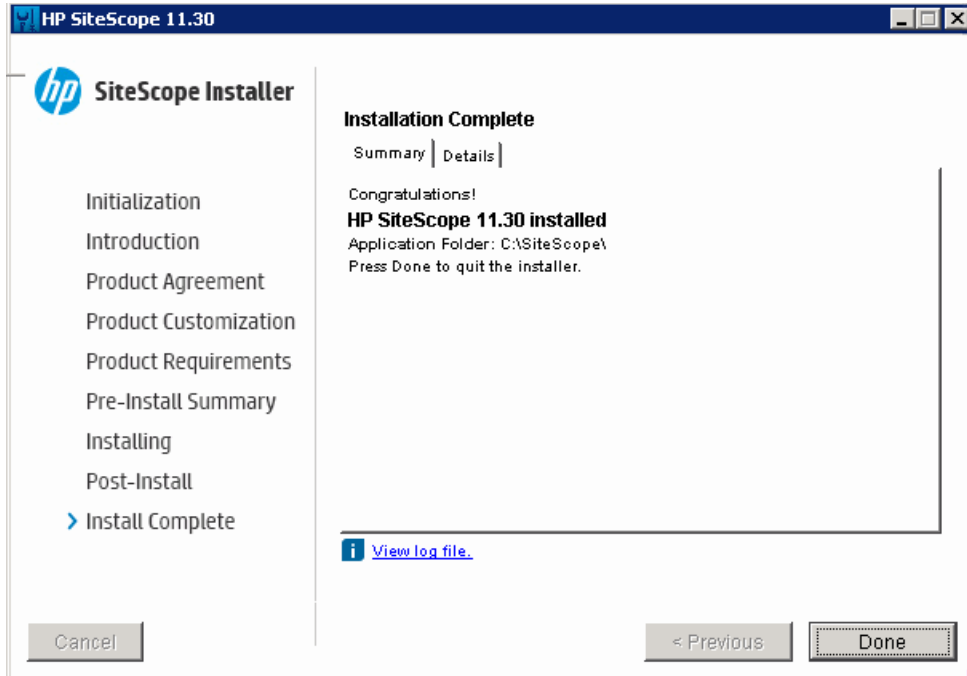 HP SiteScope 11.30
hp
SiteScope Installer
Initialization
Introduction
Product Agreement
Product Customization
Product Requirements
Pre-Install Summary
Installing
Post-Install
Install Complete
Installation Complete
Summary Details
Congratulations!
HP SiteScope 11.30 installed
Application Folder: C:\SiteScope\
Press Done to quit the installer.
i View log file.
Cancel < Previous Done